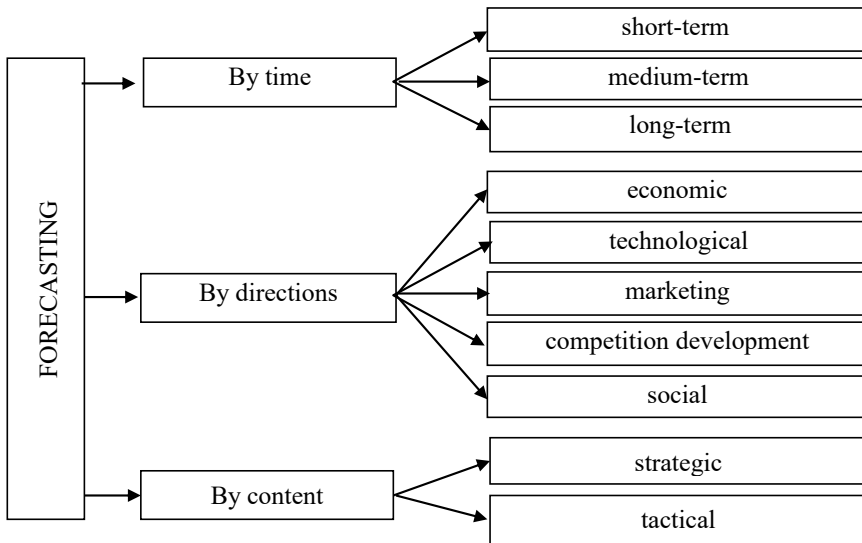 FORECASTING
By time
short-term
medium-term
long-term
By directions
economic
technological
marketing
competition development
social
By content
strategic
tactical